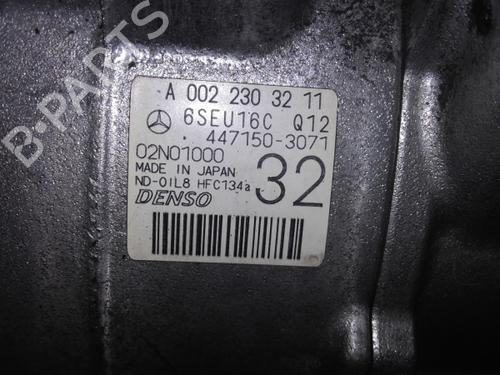 A 002 230 32 11
6SEU16C Q12
447150-3071
02N01000
MADE IN JAPAN
ND-OIL8 HFC134a
32
DENSO
B-PARTS